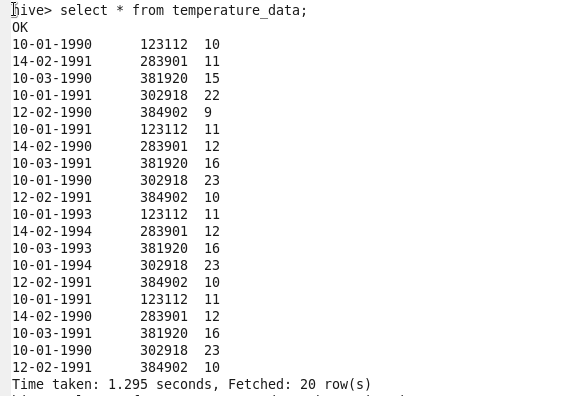 hive> select * from temperature_data;
OK
10-01-1990 123112 10
14-02-1991 283901 11
10-03-1990 381920 15
10-01-1991 302918 22
12-02-1990 384902 9
10-01-1991 123112 11
14-02-1990 283901 12
10-03-1991 381920 16
10-01-1990 302918 23
12-02-1991 384902 10
10-01-1993 123112 11
14-02-1994 283901 12
10-03-1993 381920 16
10-01-1994 302918 23
12-02-1991 384902 10
10-01-1991 123112 11
14-02-1990 283901 12
10-03-1991 381920 16
10-01-1990 302918 23
12-02-1991 384902 10
Time taken: 1.295 seconds, Fetched: 20 row(s)